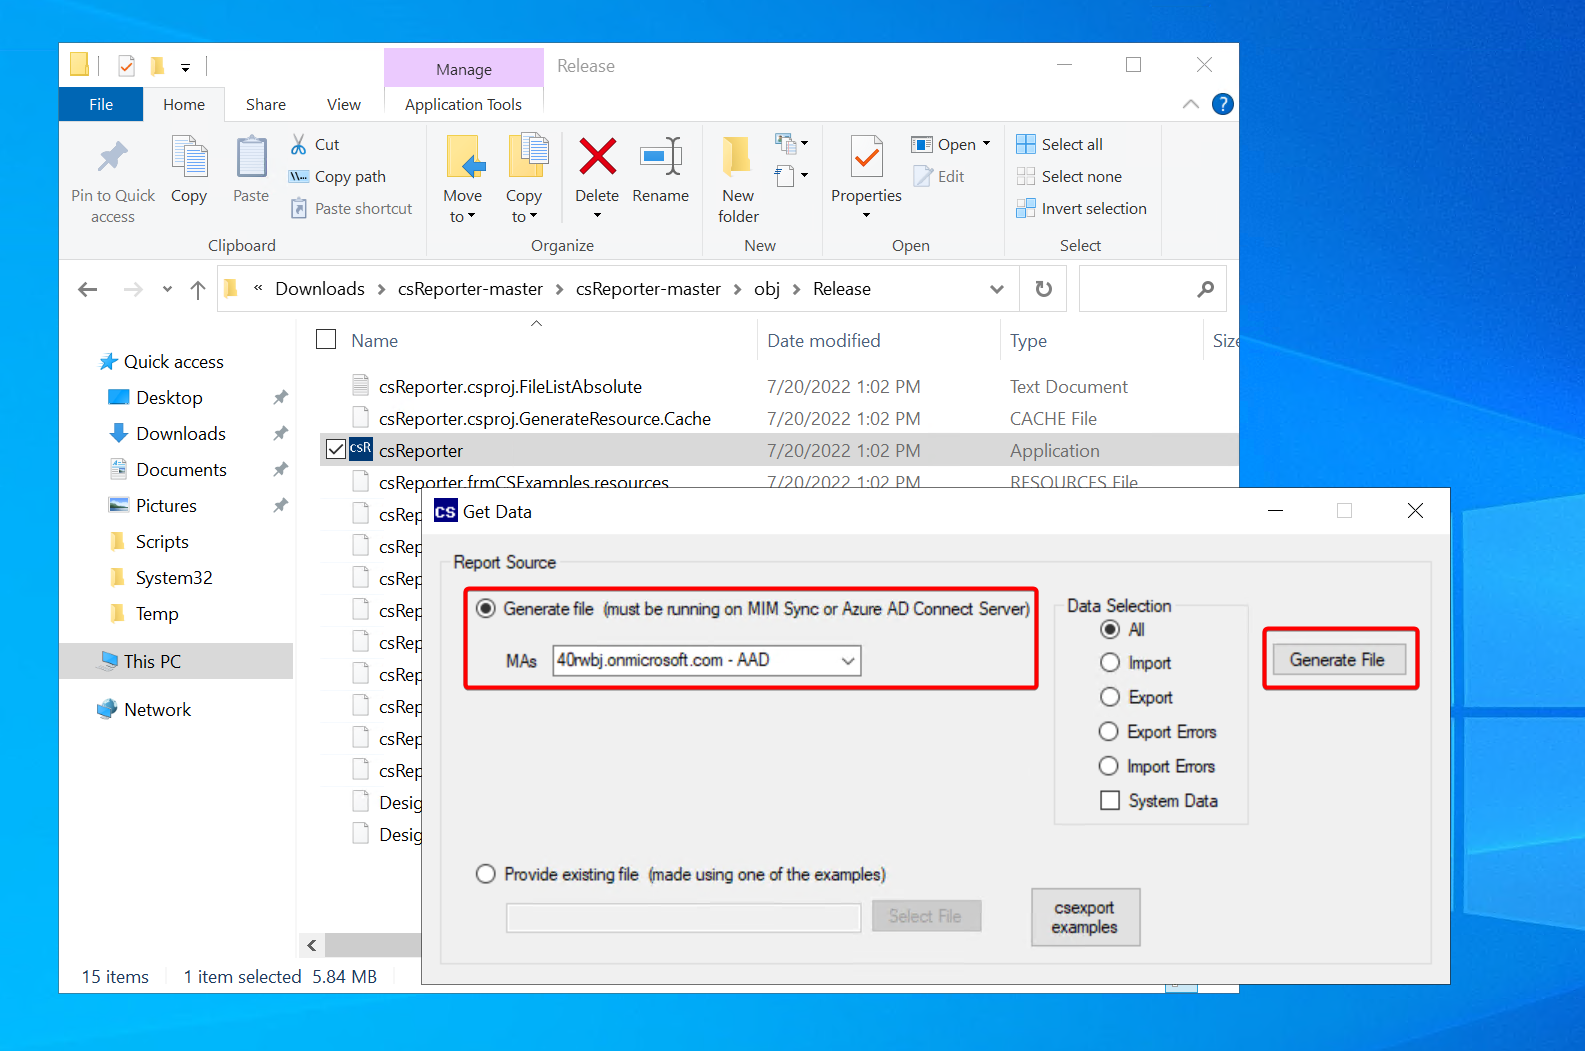 Manage
Release
File
Home
Share
View
Application Tools
?
Pin to Quick access
Copy
Paste
Cut
Copy path
Paste shortcut
Clipboard
Move to
Copy to
Delete
Rename
Organize
New folder
New
Properties
Open
Edit
Open
Select all
Select none
Invert selection
Select
« Downloads > csReporter-master > csReporter-master > obj > Release
Name
Date modified
Type
Size
Quick access
Desktop
Downloads
Documents
Pictures
Scripts
System32
Temp
This PC
Network
csReporter.csproj.FileListAbsolute 7/20/2022 1:02 PM Text Document
csReporter.csproj.GenerateResource.Cache 7/20/2022 1:02 PM CACHE File
csR csReporter 7/20/2022 1:02 PM Application
csReporter.frmCSExamples.resources 7/20/2022 1:02 PM RESOURCES File
csRep
csRep
csRep
csRep
csRep
csRep
csRep
csRep
csRep
Desig
Desig
15 items
1 item selected 5.84 MB
cs Get Data
Report Source
Generate file (must be running on MIM Sync or Azure AD Connect Server)
MAs 40rwbj.onmicrosoft.com - AAD
Data Selection
All
Import
Export
Export Errors
Import Errors
System Data
Generate File
Provide existing file (made using one of the examples)
Select File
csexport examples